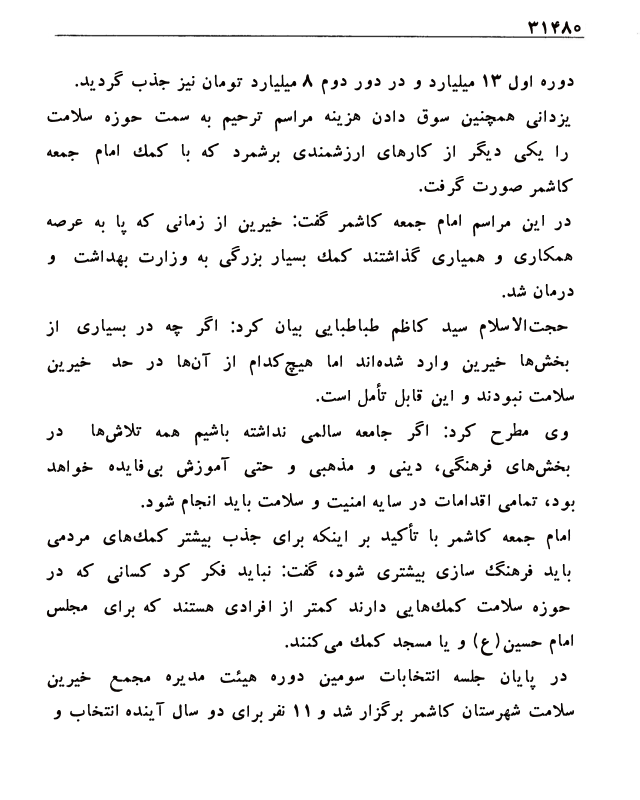 ۳۱۴۸۰
دوره اول ۱۳ میلیارد و در دور دوم ۸ میلیارد تومان نیز جذب گردید.
یزدانی همچنین سوق دادن هزینه مراسم ترحیم به سمت حوزه سلامت
را یکی دیگر از کارهای ارزشمندی برشمرد که با کمك امام جمعه
کاشمر صورت گرفت.
در این مراسم امام جمعه کاشمر گفت: خیرین از زمانی که پا به عرصه
همکاری و همیاری گذاشتند کمك بسیار بزرگی به وزارت بهداشت و
درمان شد.
حجت‌الاسلام سید کاظم طباطبایی بیان کرد: اگر چه در بسیاری از
بخش‌ها خیرین وارد شده‌اند اما هیچ‌کدام از آن‌ها در حد خیرین
سلامت نبودند و این قابل تأمل است.
وی مطرح کرد: اگر جامعه سالمی نداشته باشیم همه تلاش‌ها در
بخش‌های فرهنگی، دینی و مذهبی و حتی آموزش بی‌فایده خواهد
بود، تمامی اقدامات در سایه امنیت و سلامت باید انجام شود.
امام جمعه کاشمر با تأکید بر اینکه برای جذب بیشتر کمك‌های مردمی
باید فرهنگ سازی بیشتری شود، گفت: نباید فکر کرد کسانی که در
حوزه سلامت کمك‌هایی دارند کمتر از افرادی هستند که برای مجلس
امام حسین(ع) و یا مسجد کمك می‌کنند.
در پایان جلسه انتخابات سومین دوره هیئت مدیره مجمع خیرین
سلامت شهرستان کاشمر برگزار شد و ۱۱ نفر برای دو سال آینده انتخاب و